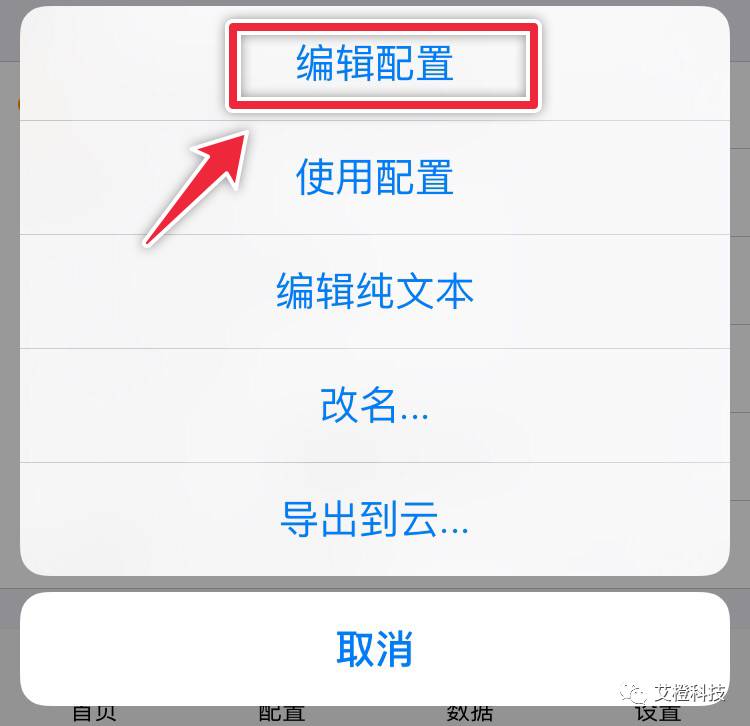 编辑配置
使用配置
编辑纯文本
改名...
导出到云...
取消
艾橙科技
首页 配置 数据 设置